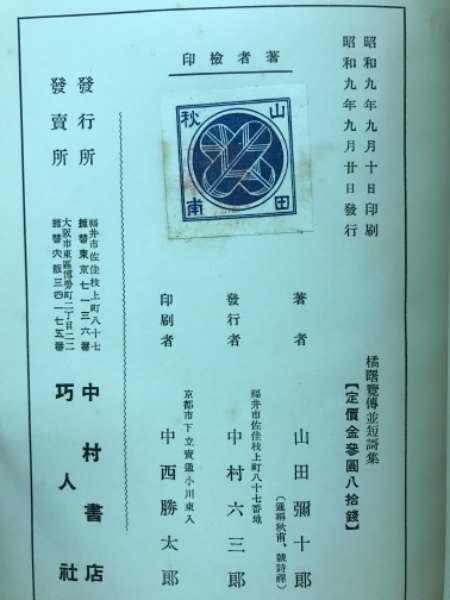 昭和九年九月十日印刷
昭和九年九月廿日發行
橘曙覽傳並短謌集
【定價金參圓八拾錢】
著者檢印
山田
秋甫
著者 山田彌十郎
(通稱秋甫、號詩禪)
福井市佐佳枝上町八十七番地
發行者 中村六三郎
京都市下立賣通小川東入
印刷者 中西勝太郎
發行所
福井市佐佳枝上町八十七
振替東京七一三六番
中村書店
發賣所
大阪市東區博勞町二丁目二二
振替大阪三四一七五番
巧人社